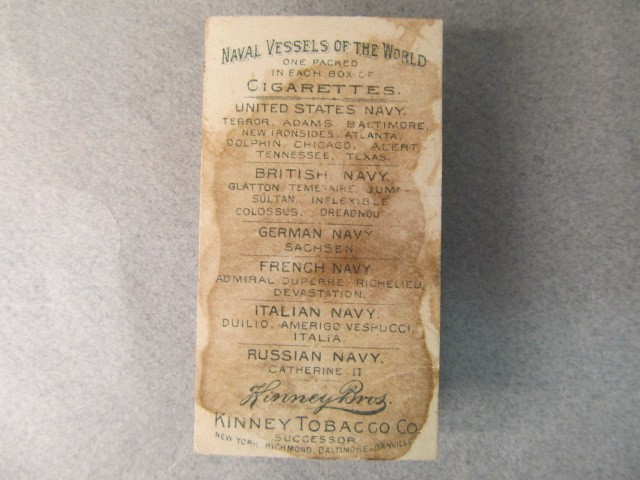 NAVAL VESSELS OF THE WORLD
ONE PACKED
IN EACH BOX OF
CIGARETTES.
UNITED STATES NAVY.
TERROR, ADAMS, BALTIMORE,
NEW IRONSIDES, ATLANTA,
DOLPHIN, CHICAGO, ALERT,
TENNESSEE, TEXAS.
BRITISH NAVY.
GLATTON, TEMERAIRE,
SULTAN, INFLEXIBLE
COLOSSUS, DREADNOU
GERMAN NAVY
SACHSEN.
FRENCH NAVY
ADMIRAL DUPERRE, RICHELIEU,
DEVASTATION.
ITALIAN NAVY.
DUILIO, AMERIGO VESPUCCI,
ITALIA.
RUSSIAN NAVY.
CATHERINE II
Kinney Bros.
KINNEY TOBACCO CO
SUCCESSOR
NEW YORK, RICHMOND, BALTIMORE, DANVILLE